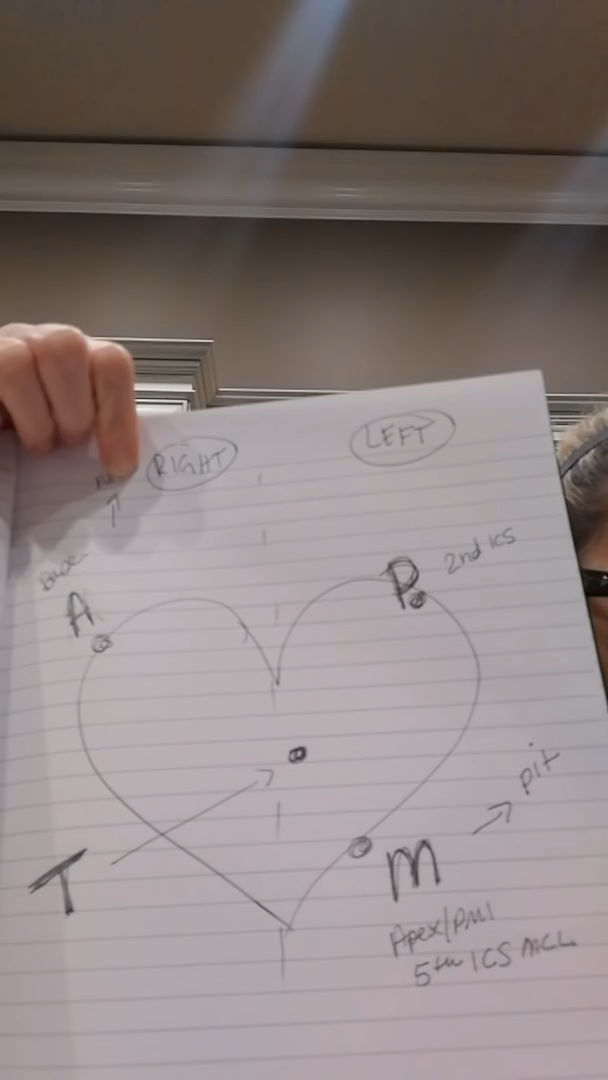 RIGHT
LEFT
2nd ICS
Base
A
P
pit
T
M
Apex/PMI
5th ICS MCL